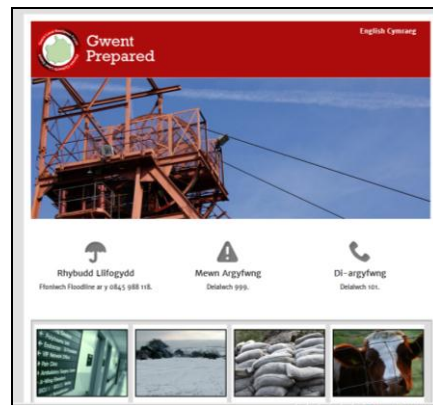 English Cymraeg
Gwent
Prepared
Rhybudd Llifogydd
Ffoniwch Floodline ar y 0845 988 118.
Mewn Argyfwng
Deialwch 999.
Di-argyfwng
Deialwch 101.